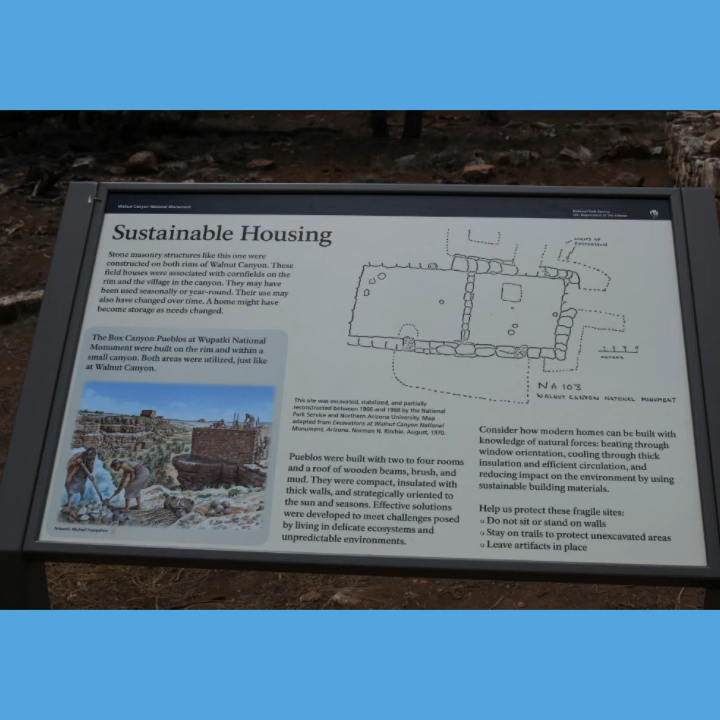 Walnut Canyon National Monument
National Park Service
U.S. Department of the Interior
Sustainable Housing
Stone masonry structures like this one were
constructed on both rims of Walnut Canyon. These
field houses were associated with cornfields on the
rim and the village in the canyon. They may have
been used seasonally or year-round. Their use may
also have changed over time. A home might have
become storage as needs changed.
The Box Canyon Pueblos at Wupatki National
Monument were built on the rim and within a
small canyon. Both areas were utilized, just like
at Walnut Canyon.
LIMITS OF
METERS
NA 103
WALNUT CANYON NATIONAL MONUMENT
This site was excavated, stabilized, and partially
reconstructed between 1966 and 1968 by the National
Park Service and Northern Arizona University. Map
adapted from Excavations at Walnut Canyon National
Monument, Arizona. Norman N. Ritchie, August, 1970.
Pueblos were built with two to four rooms
and a roof of wooden beams, brush, and
mud. They were compact, insulated with
thick walls, and strategically oriented to
the sun and seasons. Effective solutions
were developed to meet challenges posed
by living in delicate ecosystems and
unpredictable environments.
Consider how modern homes can be built with
knowledge of natural forces: heating through
window orientation, cooling through thick
insulation and efficient circulation, and
reducing impact on the environment by using
sustainable building materials.
Help us protect these fragile sites:
o Do not sit or stand on walls
o Stay on trails to protect unexcavated areas
o Leave artifacts in place
Artwork: Michael Hampshire